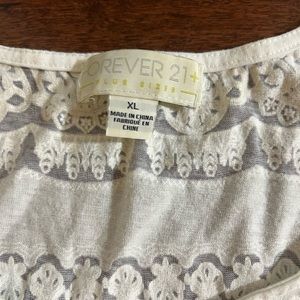 FOREVER 21+
PLUS SIZES
XL
MADE IN CHINA
FABRIQUÉ EN
CHINE